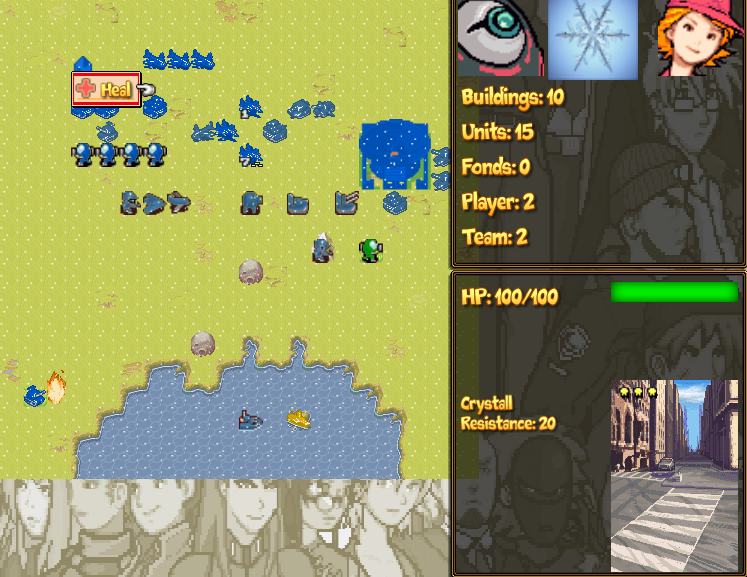 Heal
Buildings: 10
Units: 15
Fonds: 0
Player: 2
Team: 2
HP: 100/100
Crystall
Resistance: 20